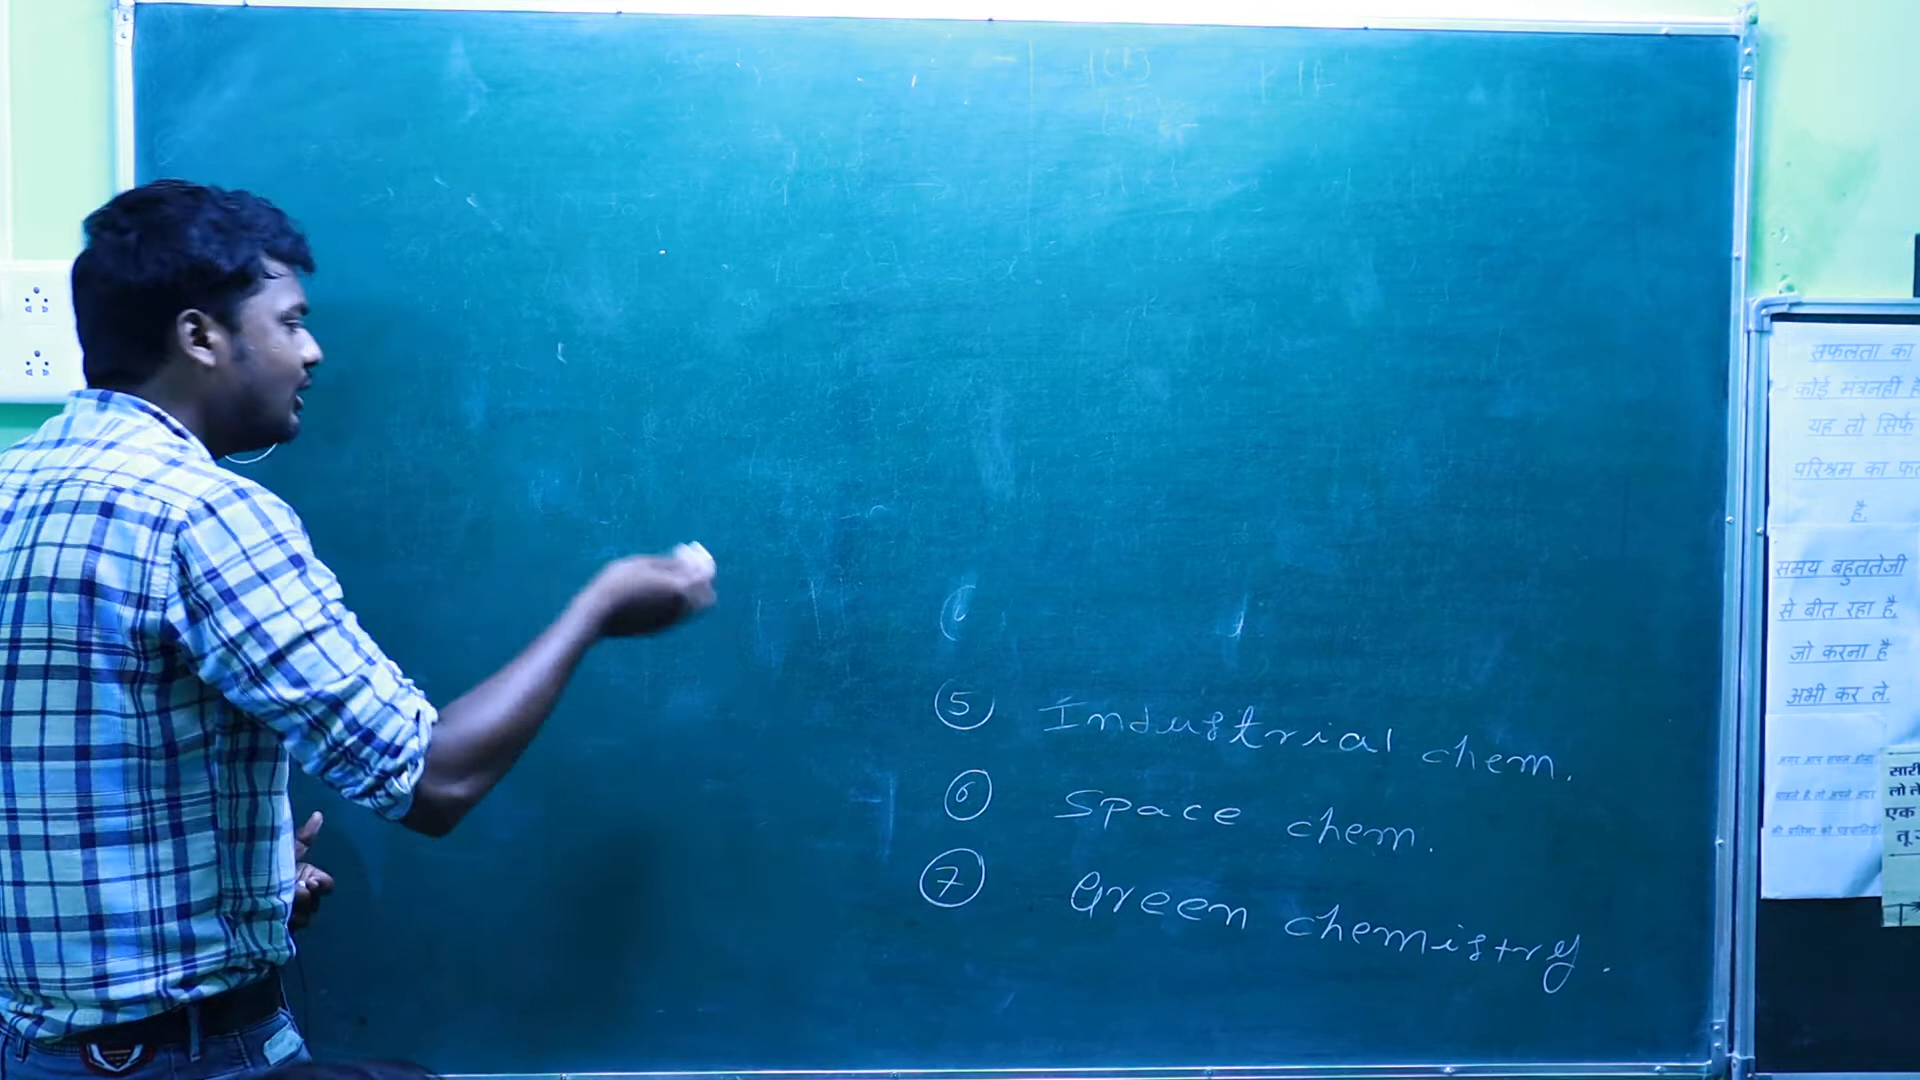 ⑤ Industrial chem.
⑥ Space chem.
⑦ Green chemistry.
सफलता का
कोई मंत्र नहीं है
यह तो सिर्फ
परिश्रम का फल
है.
समय बहुत तेजी
से बीत रहा है,
जो करना है
अभी कर ले.
सारी
लो ले
एक
तू